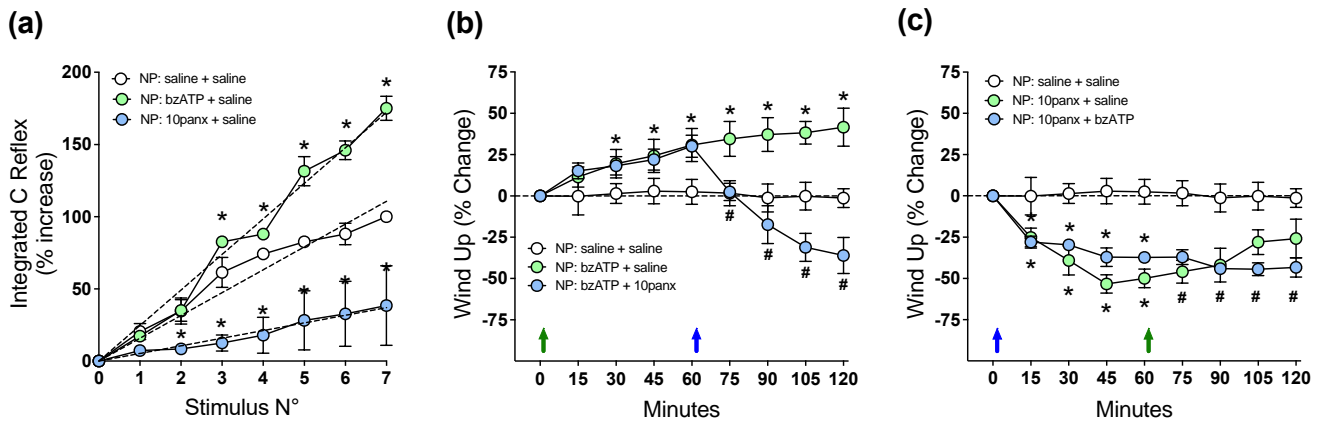 (a)
Integrated C Reflex
(% increase)
200
150
100
50
0
NP: saline + saline
NP: bzATP + saline
NP: 10panx + saline
*
*
*
*
*
*
*
*
*
*
*
0 1 2 3 4 5 6 7
Stimulus N°
(b)
Wind Up (% Change)
75
50
25
0
-25
-50
-75
* * * * * * *
#
#
#
#
NP: saline + saline
NP: bzATP + saline
NP: bzATP + 10panx
0 15 30 45 60 75 90 105 120
Minutes
(c)
Wind Up (% Change)
75
50
25
0
-25
-50
-75
NP: saline + saline
NP: 10panx + saline
NP: 10panx + bzATP
* * * *
* * * * # # # #
0 15 30 45 60 75 90 105 120
Minutes